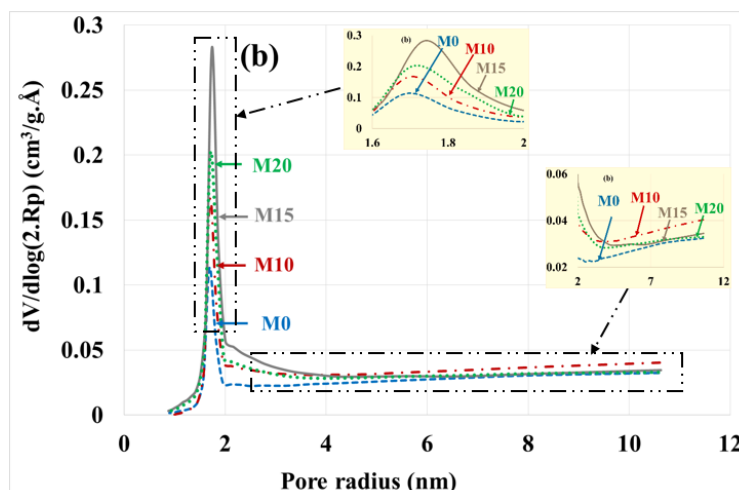 dV/dlog(2.Rp) (cm³/g.Å)
0.3
0.25
0.2
0.15
0.1
0.05
0
0 2 4 6 8 10 12
Pore radius (nm)
(b)
M20
M15
M10
M0
(b)
0.3
0.2
0.1
0
1.6 1.8 2
M0
M10
M15
M20
(b)
0.06
0.04
0.02
2 7 12
M0
M10
M15
M20